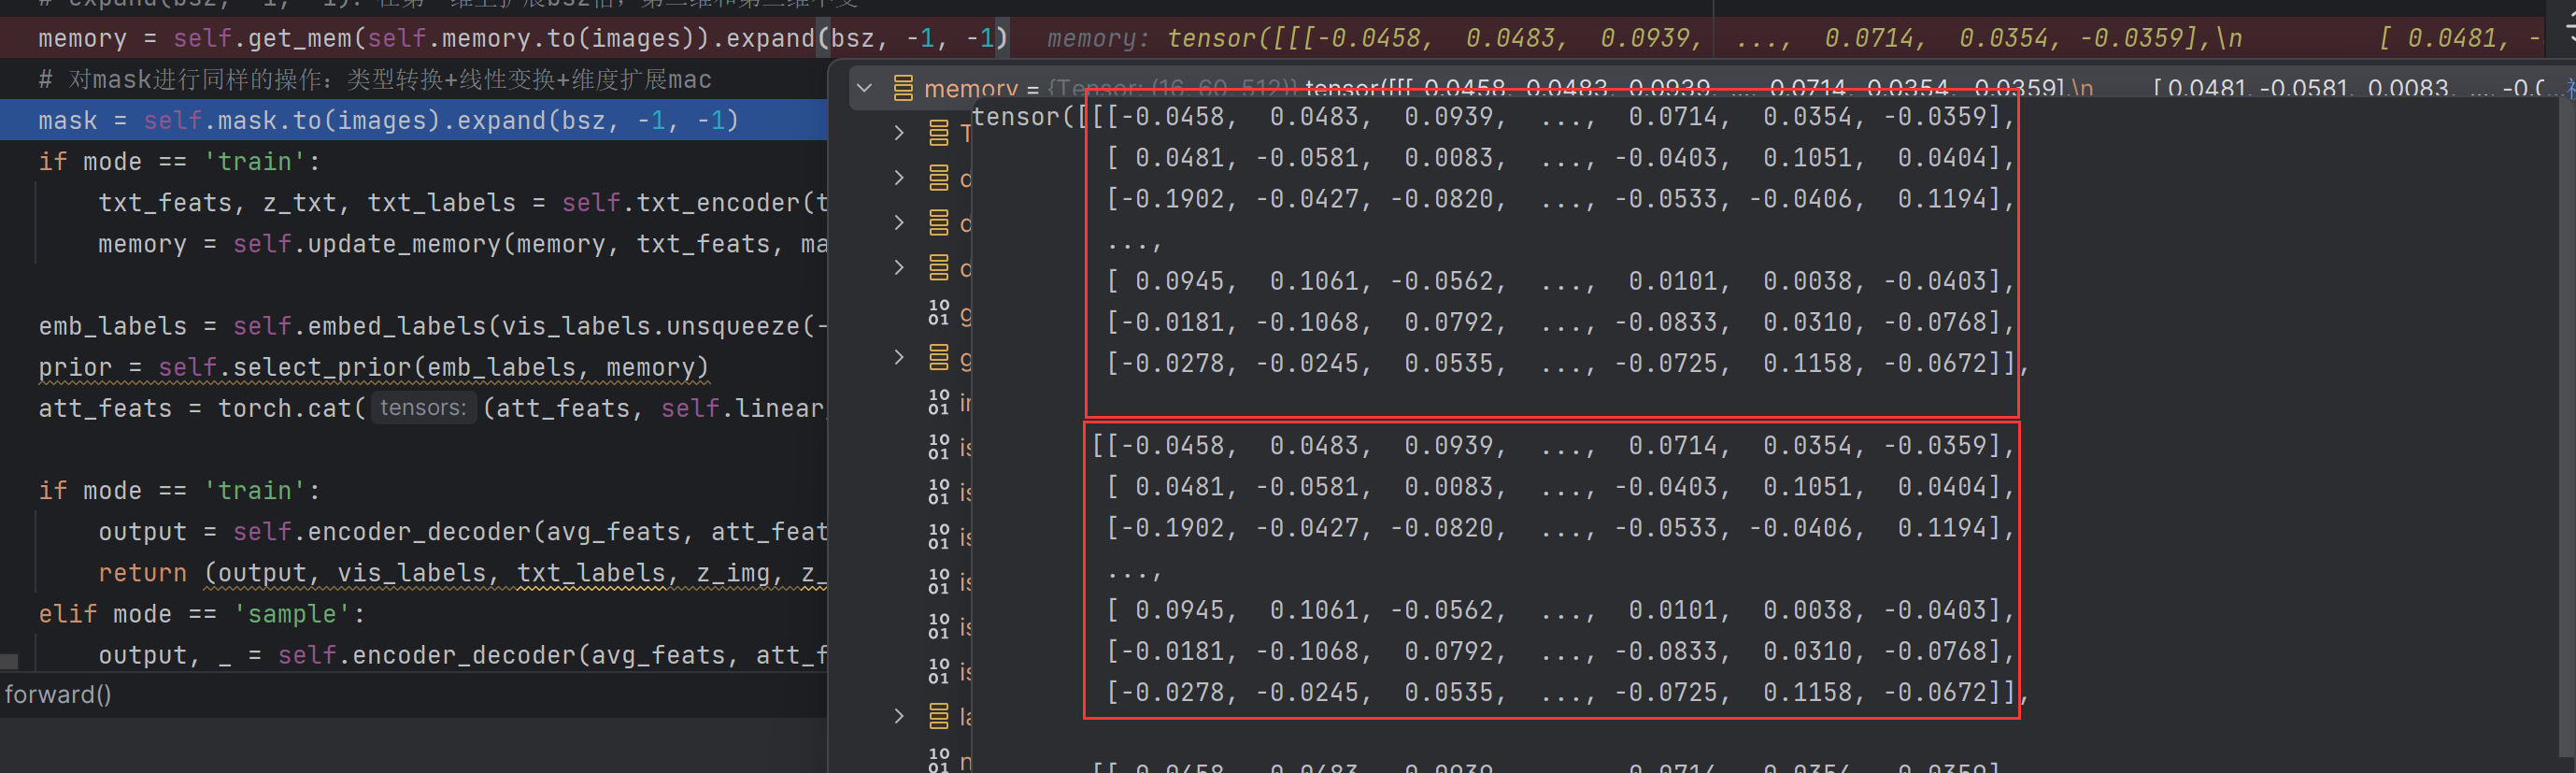 # expand(bsz, -1, -1): 在第一维上扩展bsz倍, 第二维和第三维不变
memory = self.get_mem(self.memory.to(images)).expand(bsz, -1, -1)   memory: tensor([[[-0.0458,  0.0483,  0.0939,  ...,  0.0714,  0.0354, -0.0359],\n         [ 0.0481, -
# 对mask进行同样的操作：类型转换+线性变换+维度扩展mac
mask = self.mask.to(images).expand(bsz, -1, -1)
if mode == 'train':
txt_feats, z_txt, txt_labels = self.txt_encoder(t
memory = self.update_memory(memory, txt_feats, ma
emb_labels = self.embed_labels(vis_labels.unsqueeze(-
prior = self.select_prior(emb_labels, memory)
att_feats = torch.cat( tensors: (att_feats, self.linear
if mode == 'train':
output = self.encoder_decoder(avg_feats, att_feat
return (output, vis_labels, txt_labels, z_img, z_
elif mode == 'sample':
output, _ = self.encoder_decoder(avg_feats, att_f
forward()
memory = {Tensor: (16, 60, 512)} tensor([[[-0.0458, 0.0483, 0.0939, ..., 0.0714, 0.0354, -0.0359],\n     [ 0.0481, -0.0581, 0.0083, ..., -0.0
tensor([[[-0.0458,  0.0483,  0.0939,  ...,  0.0714,  0.0354, -0.0359],
[ 0.0481, -0.0581,  0.0083,  ..., -0.0403,  0.1051,  0.0404],
[-0.1902, -0.0427, -0.0820,  ..., -0.0533, -0.0406,  0.1194],
...,
[ 0.0945,  0.1061, -0.0562,  ...,  0.0101,  0.0038, -0.0403],
[-0.0181, -0.1068,  0.0792,  ..., -0.0833,  0.0310, -0.0768],
[-0.0278, -0.0245,  0.0535,  ..., -0.0725,  0.1158, -0.0672]],
[[-0.0458,  0.0483,  0.0939,  ...,  0.0714,  0.0354, -0.0359],
[ 0.0481, -0.0581,  0.0083,  ..., -0.0403,  0.1051,  0.0404],
[-0.1902, -0.0427, -0.0820,  ..., -0.0533, -0.0406,  0.1194],
...,
[ 0.0945,  0.1061, -0.0562,  ...,  0.0101,  0.0038, -0.0403],
[-0.0181, -0.1068,  0.0792,  ..., -0.0833,  0.0310, -0.0768],
[-0.0278, -0.0245,  0.0535,  ..., -0.0725,  0.1158, -0.0672]],
[[-0.0458,  0.0483,  0.0939,  ...,  0.0714,  0.0354, -0.0359],